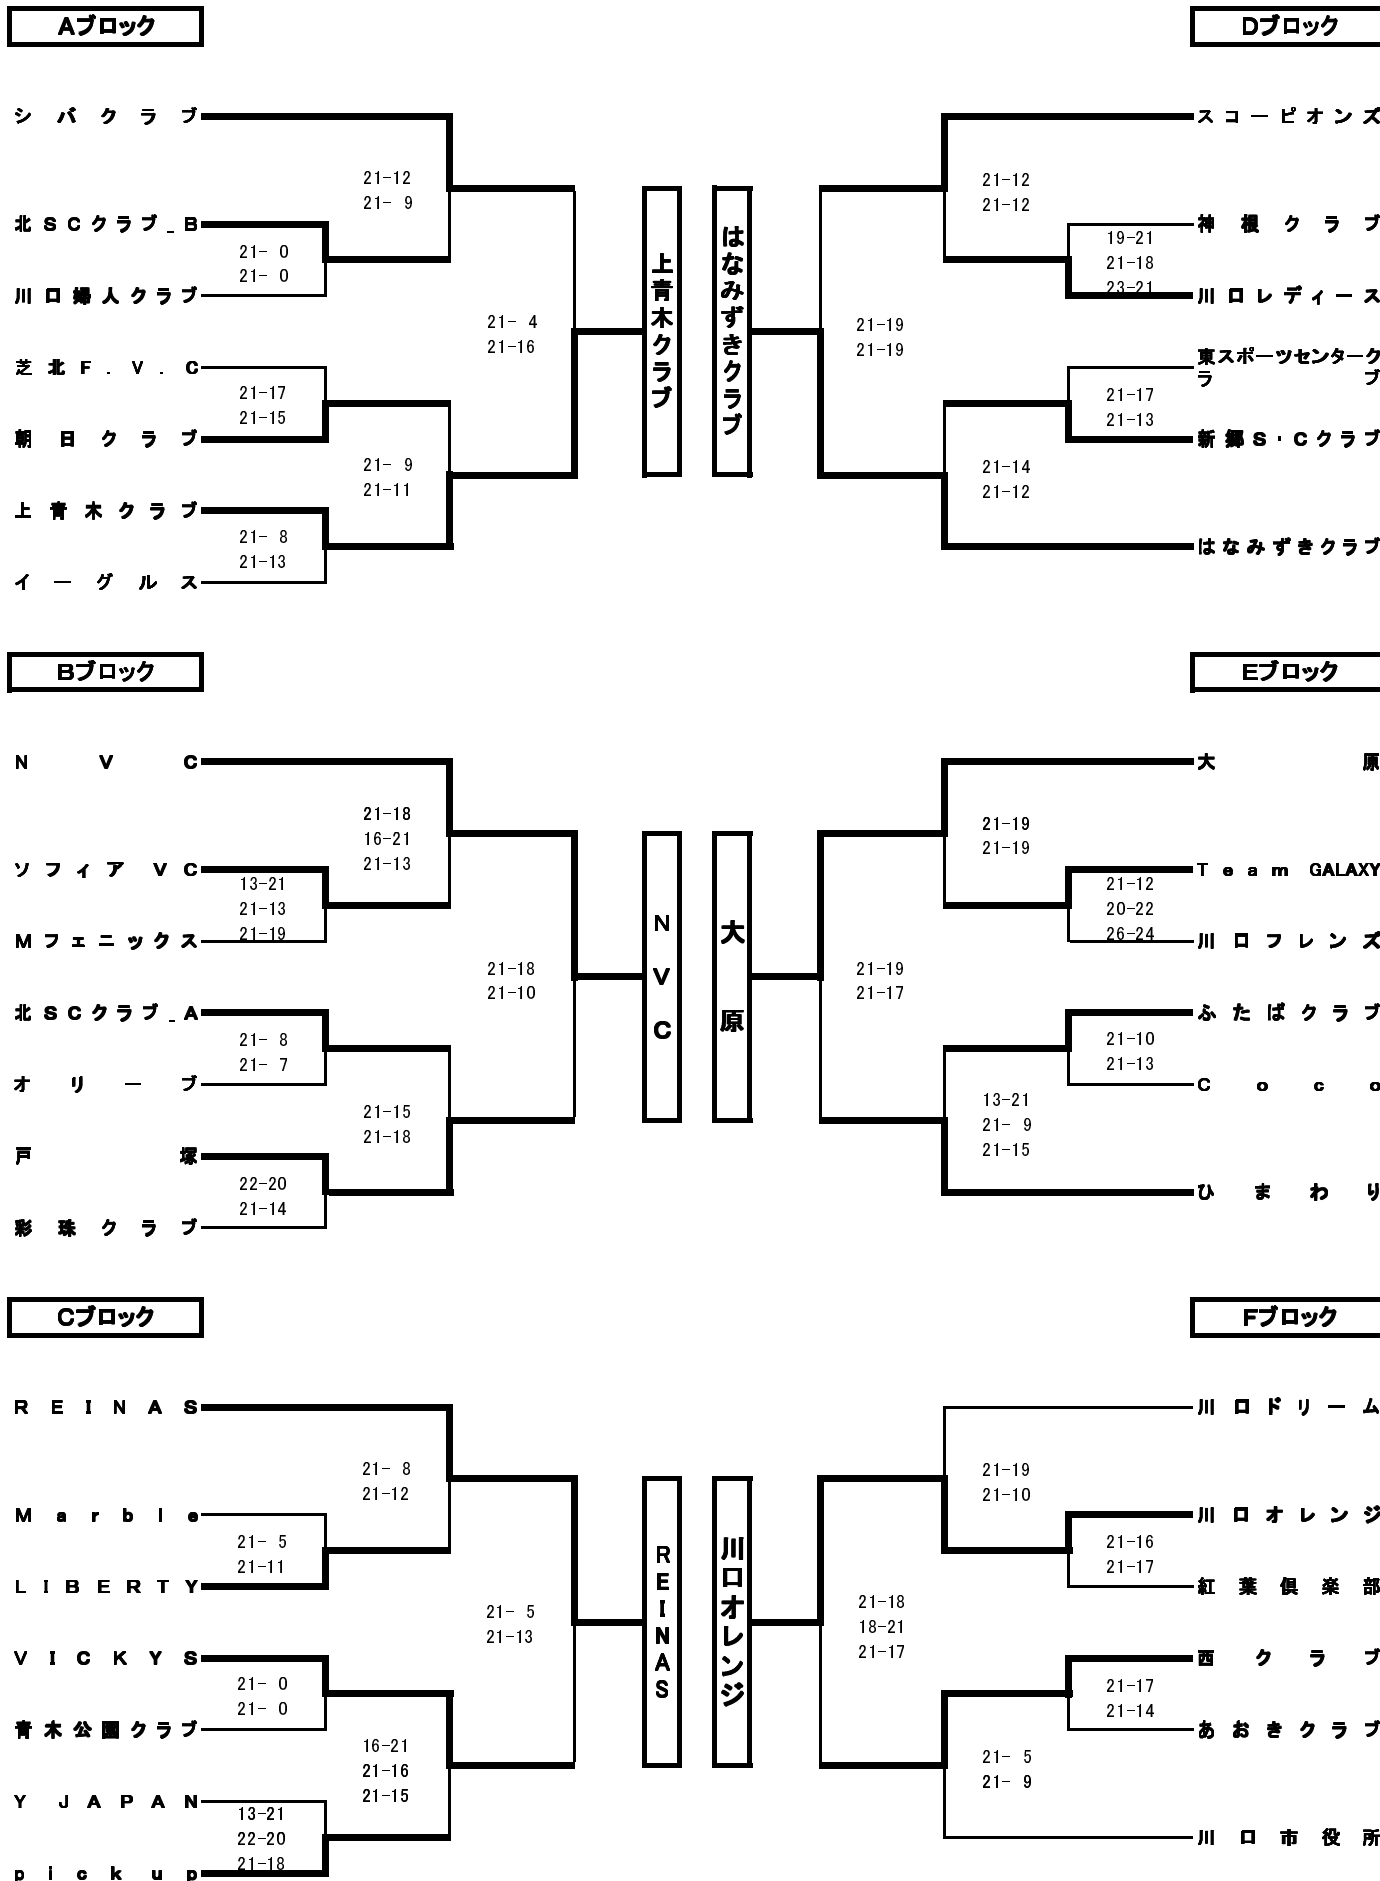 Aブロック
シバクラブ
21-12
21- 9
北SCクラブ_B
21- 0
21- 0
川口婦人クラブ
21- 4
21-16
芝北F.V.C
21-17
21-15
朝日クラブ
21- 9
21-11
上青木クラブ
21- 8
21-13
イーグルス
上青木クラブ
Dブロック
スコーピオンズ
21-12
21-12
神根クラブ
19-21
21-18
23-21
川口レディース
21-19
21-19
東スポーツセンターク
ラブ
21-17
21-13
新郷S・Cクラブ
21-14
21-12
はなみずきクラブ
はなみずきクラブ
Bブロック
NVC
21-18
16-21
21-13
ソフィアVC
13-21
21-13
21-19
Mフェニックス
21-18
21-10
北SCクラブ_A
21- 8
21- 7
オリーブ
21-15
21-18
戸塚
22-20
21-14
彩珠クラブ
NVC
Eブロック
大原
21-19
21-19
Team GALAXY
21-12
20-22
26-24
川口フレンズ
21-19
21-17
ふたばクラブ
21-10
21-13
Coco
13-21
21- 9
21-15
ひまわり
大原
Cブロック
REINAS
21- 8
21-12
Marble
21- 5
21-11
LIBERTY
21- 5
21-13
VICKYS
21- 0
21- 0
青木公園クラブ
16-21
21-16
21-15
Y JAPAN
13-21
22-20
21-18
pickup
REINAS
Fブロック
川口ドリーム
21-19
21-10
川口オレンジ
21-16
21-17
紅葉倶楽部
21-18
18-21
21-17
西クラブ
21-17
21-14
あおきクラブ
21- 5
21- 9
川口市役所
川口オレンジ